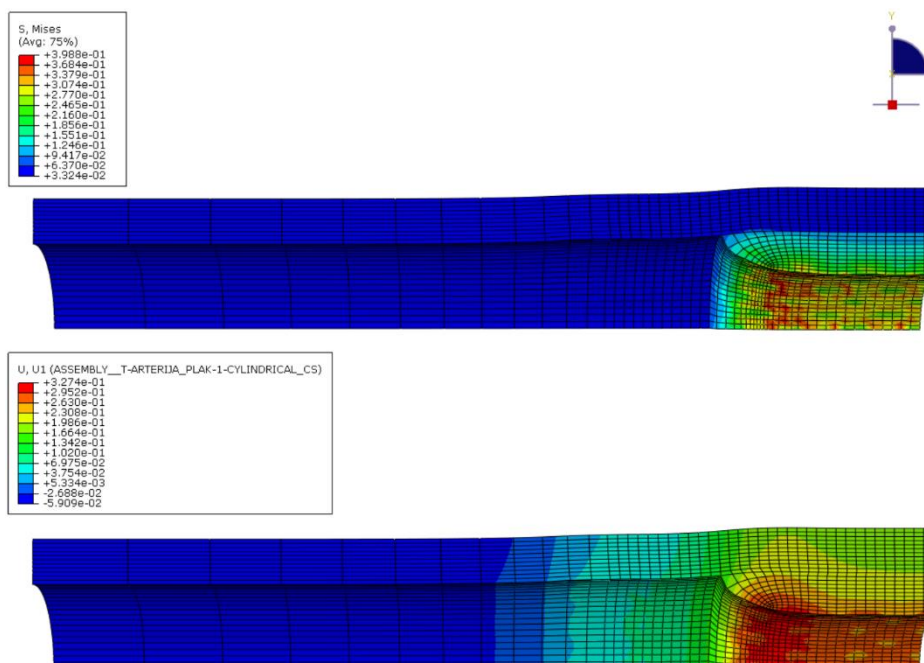 S, Mises
(Avg: 75%)
+3.988e-01
+3.684e-01
+3.379e-01
+3.074e-01
+2.770e-01
+2.465e-01
+2.160e-01
+1.856e-01
+1.551e-01
+1.246e-01
+9.417e-02
+6.370e-02
+3.324e-02
Y
U, U1 (ASSEMBLY__T-ARTERIJA_PLAK-1-CYLINDRICAL_CS)
+3.274e-01
+2.952e-01
+2.630e-01
+2.308e-01
+1.986e-01
+1.664e-01
+1.342e-01
+1.020e-01
+6.975e-02
+3.754e-02
+5.334e-03
-2.688e-02
-5.909e-02